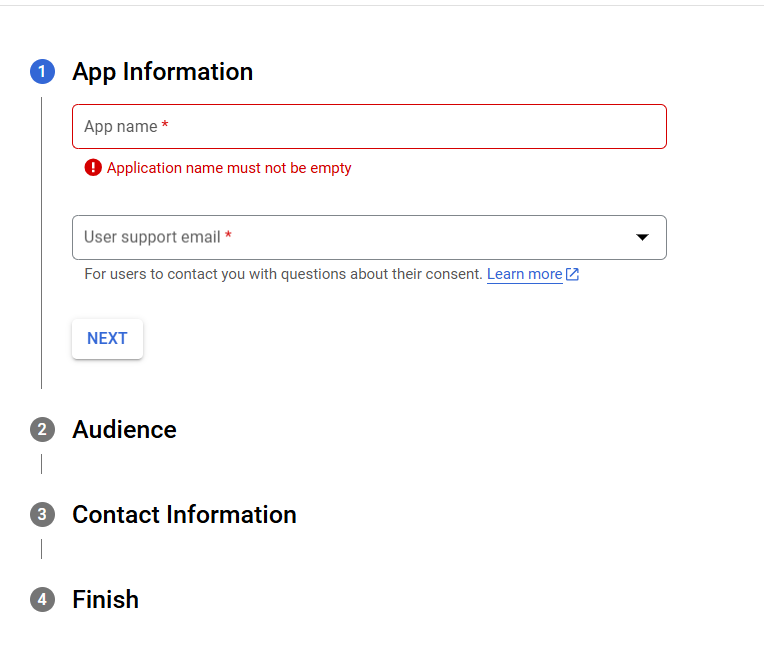 1 App Information
App name *
! Application name must not be empty
User support email *
For users to contact you with questions about their consent. Learn more
NEXT
2 Audience
3 Contact Information
4 Finish